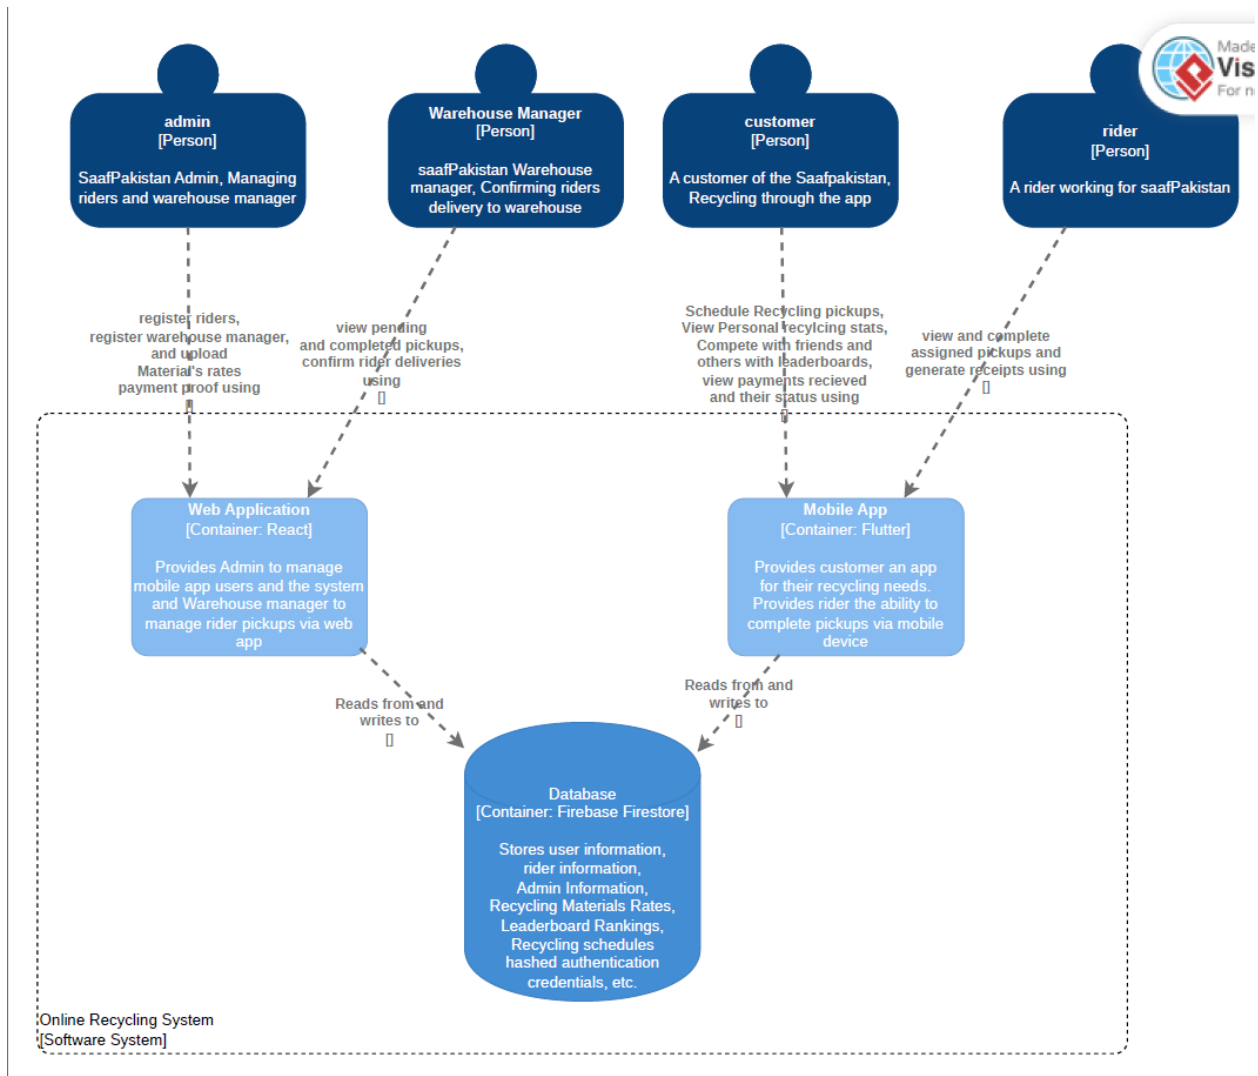 Made
Vis
For n
admin
[Person]
SaafPakistan Admin, Managing
riders and warehouse manager
Warehouse Manager
[Person]
saafPakistan Warehouse
manager, Confirming riders
delivery to warehouse
customer
[Person]
A customer of the Saafpakistan,
Recycling through the app
rider
[Person]
A rider working for saafPakistan
register riders,
register warehouse manager,
and upload
Material's rates
payment proof using
[]
view pending
and completed pickups,
confirm rider deliveries
using
[]
Schedule Recycling pickups,
View Personal recylcing stats,
Compete with friends and
others with leaderboards,
view payments recieved
and their status using
[]
view and complete
assigned pickups and
generate receipts using
[]
Web Application
[Container: React]
Provides Admin to manage
mobile app users and the system
and Warehouse manager to
manage rider pickups via web
app
Mobile App
[Container: Flutter]
Provides customer an app
for their recycling needs.
Provides rider the ability to
complete pickups via mobile
device
Reads from and
writes to
[]
Reads from and
writes to
[]
Database
[Container: Firebase Firestore]
Stores user information,
rider information,
Admin Information,
Recycling Materials Rates,
Leaderboard Rankings,
Recycling schedules
hashed authentication
credentials, etc.
Online Recycling System
[Software System]